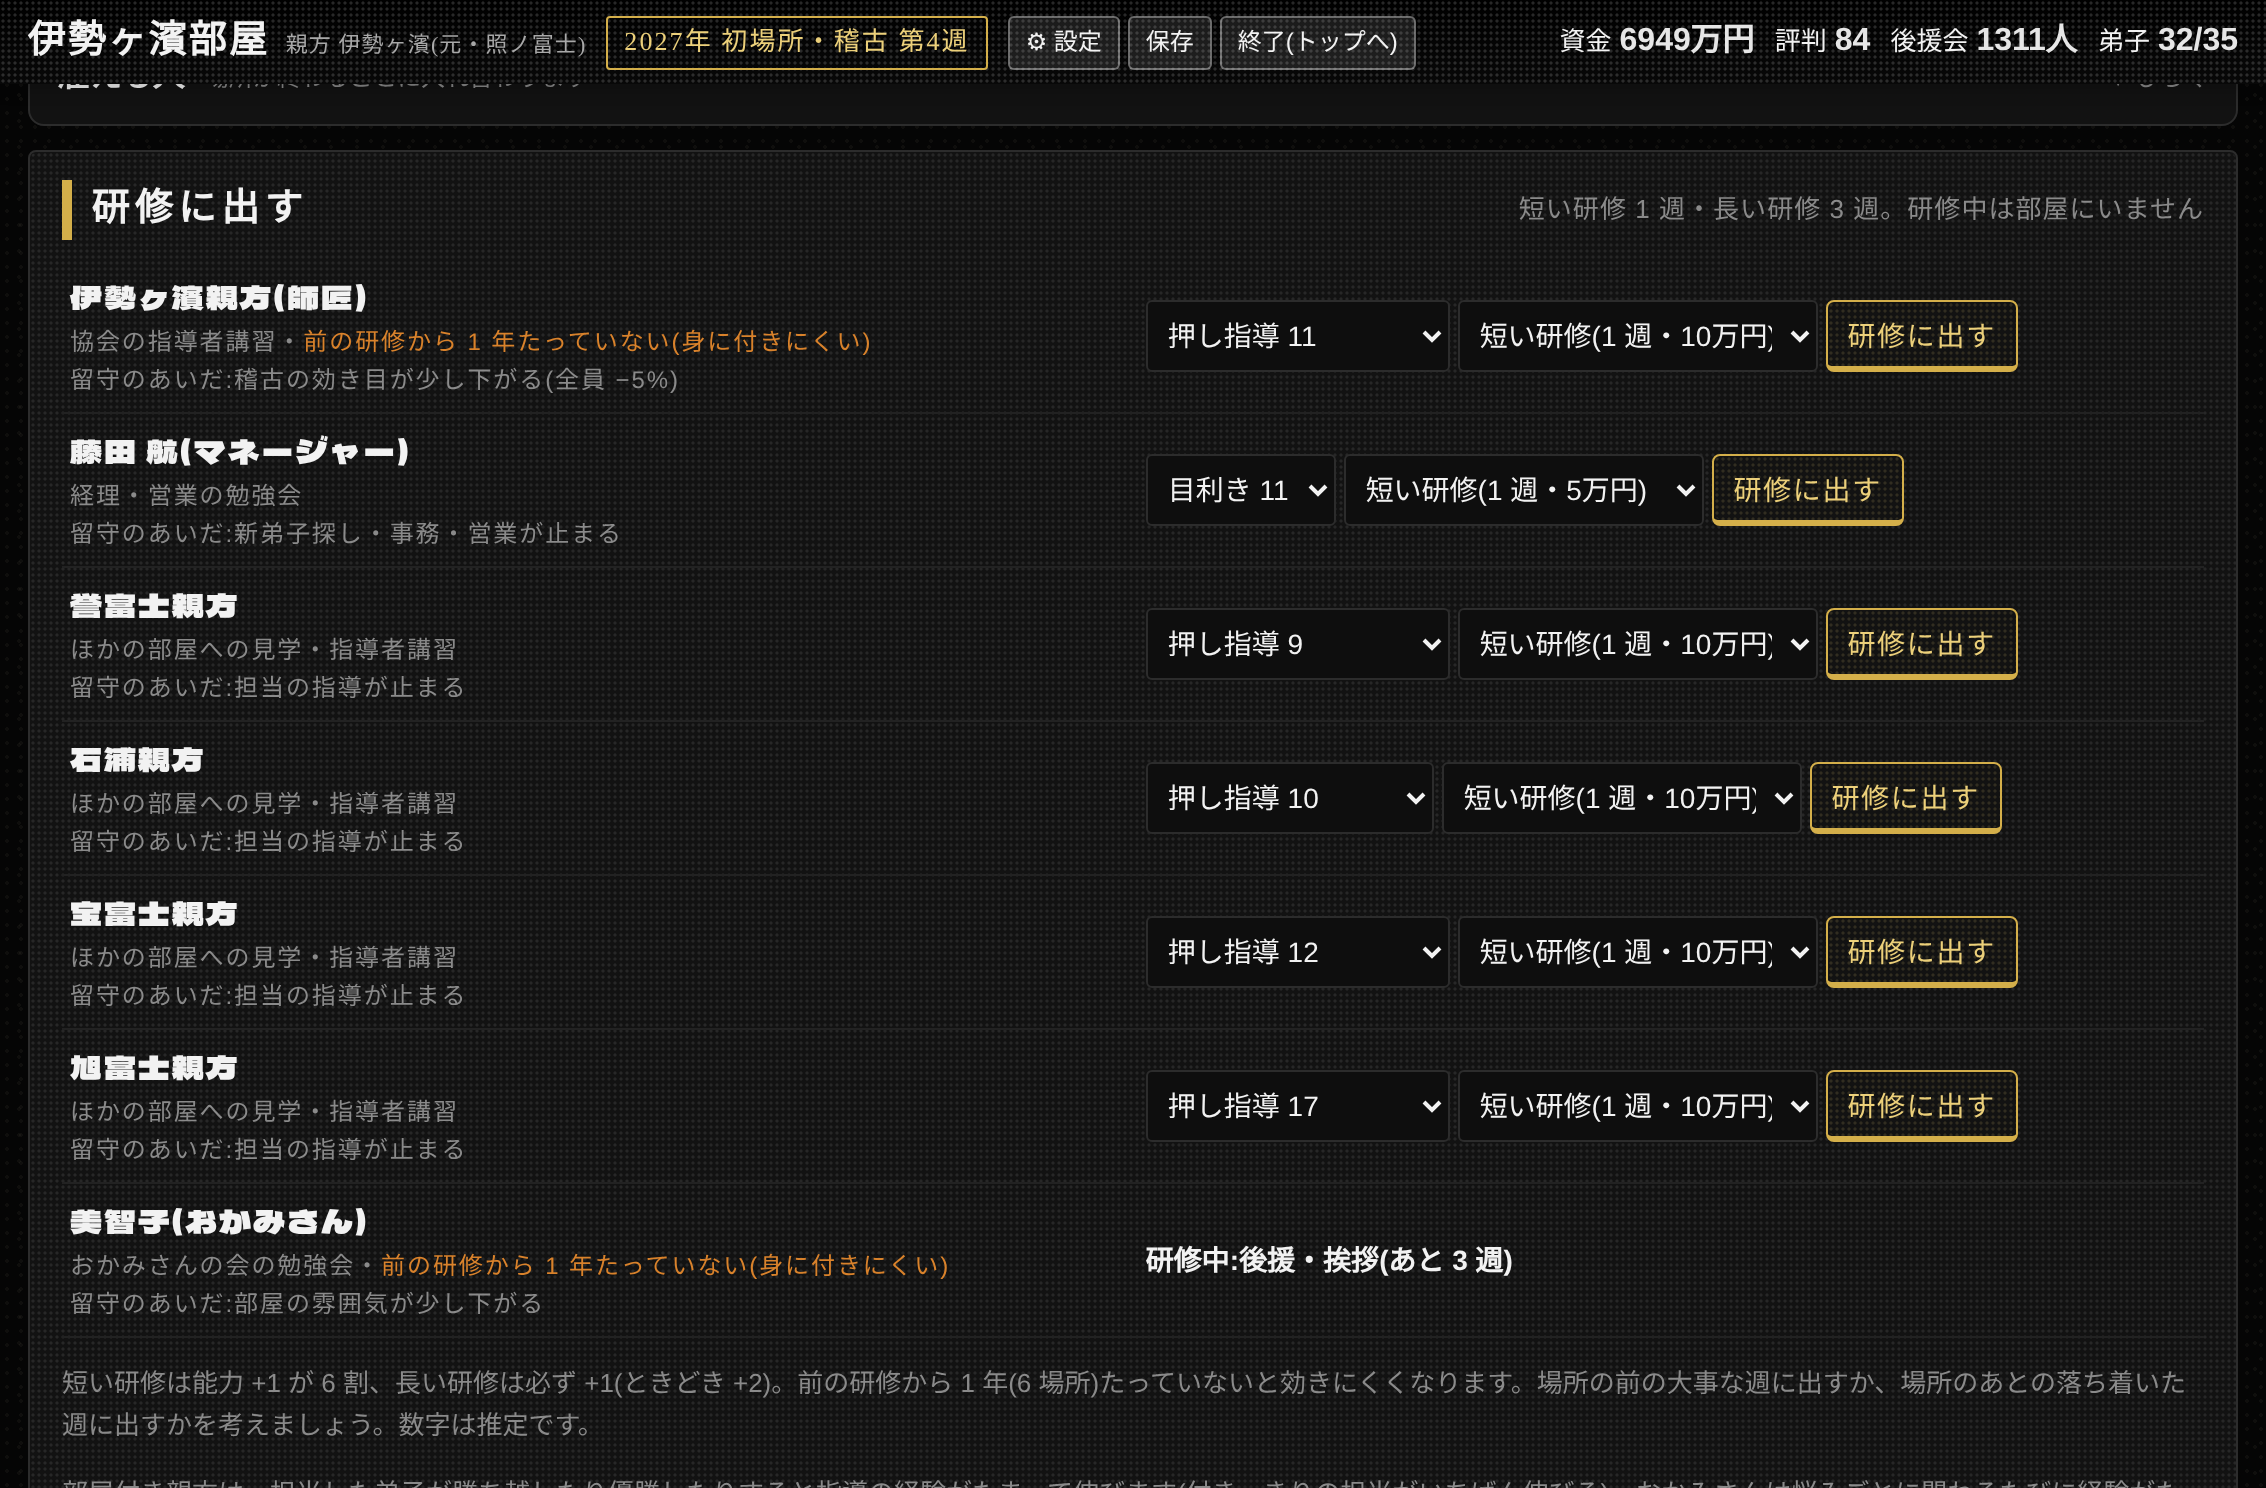 伊勢ヶ濱部屋 親方 伊勢ヶ濱(元・照ノ富士) 2027年 初場所・稽古 第4週 ⚙ 設定 保存 終了(トップへ) 資金 6949万円 評判 84 後援会 1311人 弟子 32/35
研修に出す 短い研修 1 週・長い研修 3 週。研修中は部屋にいません
伊勢ヶ濱親方(師匠)
協会の指導者講習・前の研修から 1 年たっていない(身に付きにくい)
留守のあいだ:稽古の効き目が少し下がる(全員 −5%)
押し指導 11 短い研修(1 週・10万円) 研修に出す
藤田 航(マネージャー)
経理・営業の勉強会
留守のあいだ:新弟子探し・事務・営業が止まる
目利き 11 短い研修(1 週・5万円) 研修に出す
誉富士親方
ほかの部屋への見学・指導者講習
留守のあいだ:担当の指導が止まる
押し指導 9 短い研修(1 週・10万円) 研修に出す
石浦親方
ほかの部屋への見学・指導者講習
留守のあいだ:担当の指導が止まる
押し指導 10 短い研修(1 週・10万円) 研修に出す
宝富士親方
ほかの部屋への見学・指導者講習
留守のあいだ:担当の指導が止まる
押し指導 12 短い研修(1 週・10万円) 研修に出す
旭富士親方
ほかの部屋への見学・指導者講習
留守のあいだ:担当の指導が止まる
押し指導 17 短い研修(1 週・10万円) 研修に出す
美智子(おかみさん)
おかみさんの会の勉強会・前の研修から 1 年たっていない(身に付きにくい)
留守のあいだ:部屋の雰囲気が少し下がる
研修中:後援・挨拶(あと 3 週)
短い研修は能力 +1 が 6 割、長い研修は必ず +1(ときどき +2)。前の研修から 1 年(6 場所)たっていないと効きにくくなります。場所の前の大事な週に出すか、場所のあとの落ち着いた
週に出すかを考えましょう。数字は推定です。